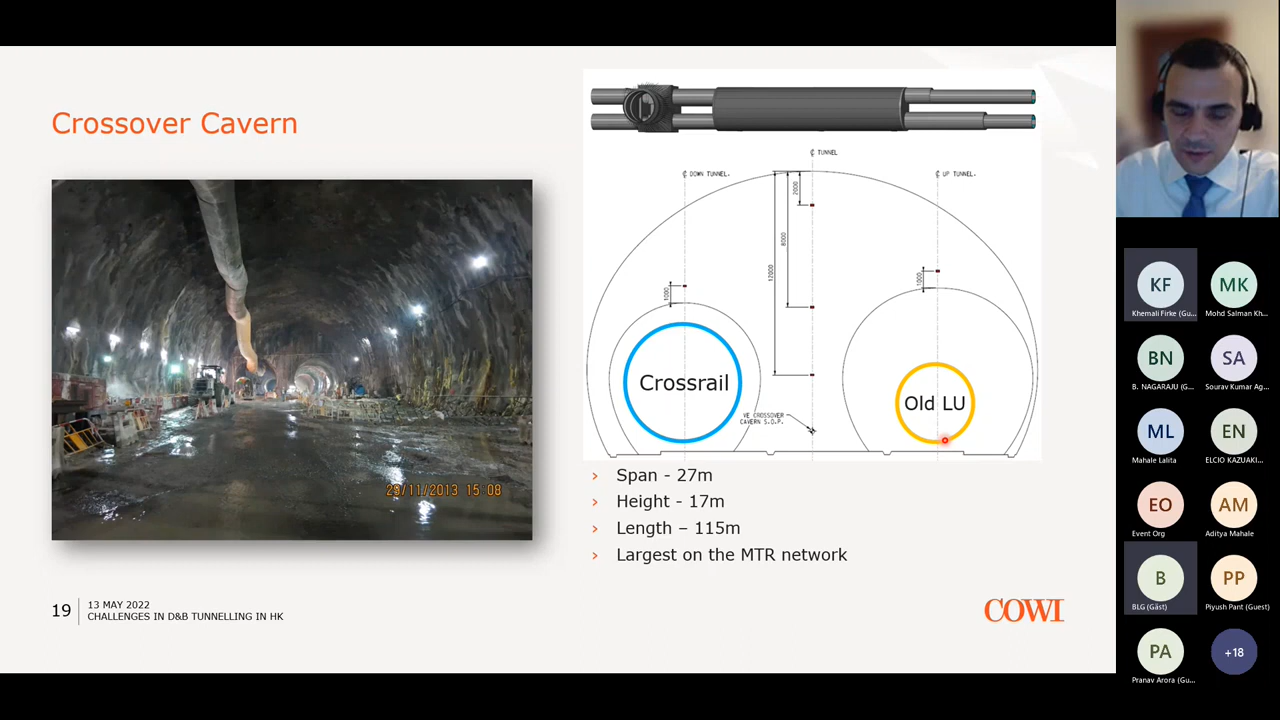 Crossover Cavern
29/11/2013 15:08
℄ TUNNEL
℄ DOWN TUNNEL.
℄ UP TUNNEL.
2000
8000
12000
1000
1000
Crossrail
Old LU
VE CROSSOVER
CAVERN S.O.P.
› Span - 27m
› Height - 17m
› Length – 115m
› Largest on the MTR network
19
13 MAY 2022
CHALLENGES IN D&B TUNNELLING IN HK
COWI
KF
Khemali Firke (Gu...
MK
Mohd Salman Kh...
BN
B. NAGARAJU (G...
SA
Sourav Kumar Ag...
ML
Mahale Lalita
EN
ELCIO KAZUAKI...
EO
Event Org
AM
Aditya Mahale
B
BLG (Gäst)
PP
Piyush Pant (Guest)
PA
Pranav Arora (Gu...
+18